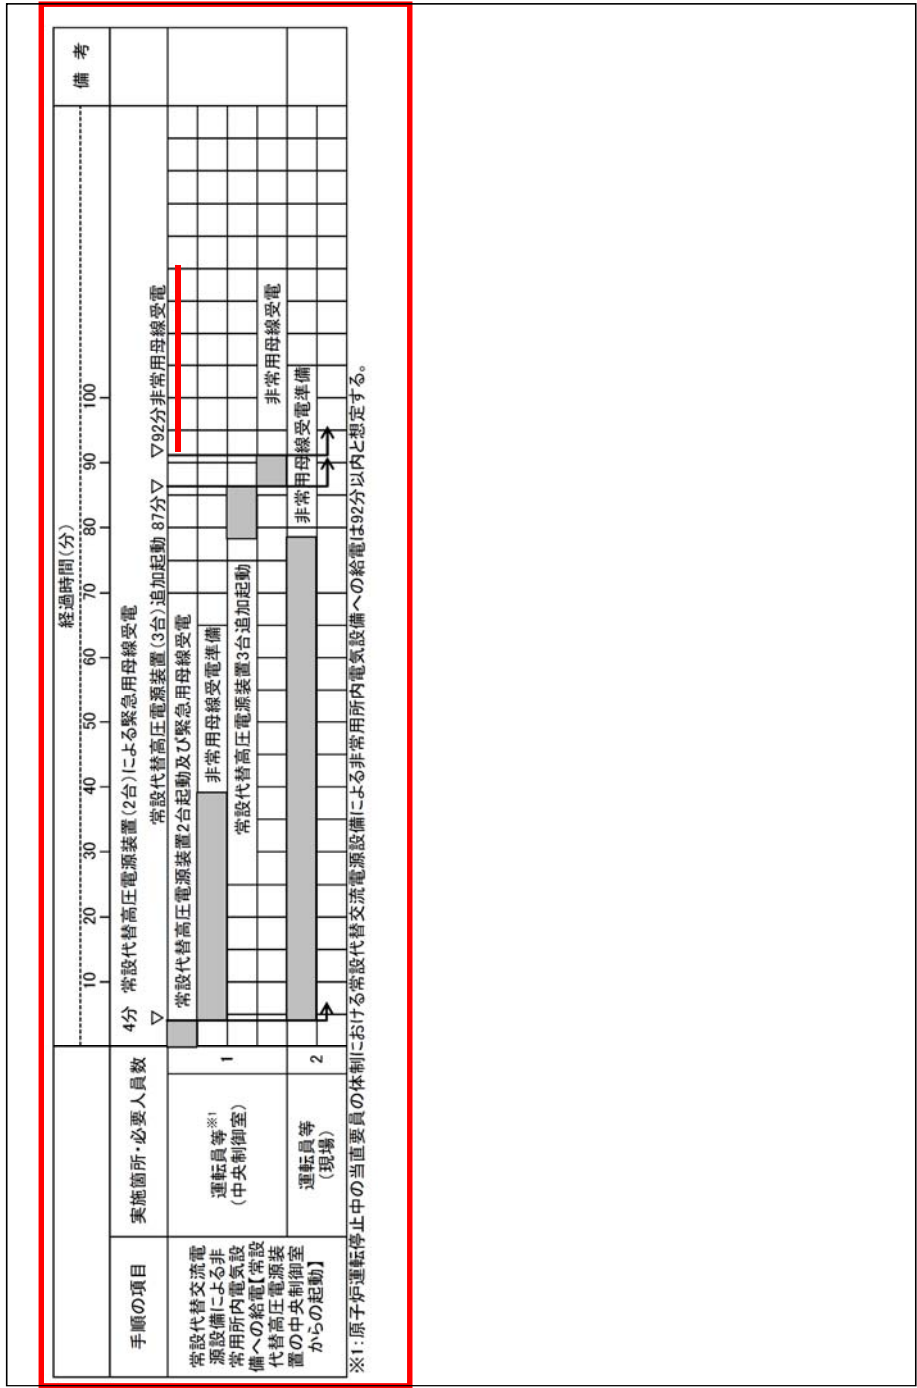 手順の項目
実施箇所・必要人員数
経過時間(分)
10 20 30 40 50 60 70 80 90 100
備 考
4分 常設代替高圧電源装置(2台)による緊急用母線受電
▽
常設代替高圧電源装置(3台)追加起動 87分▽
▽92分非常用母線受電
常設代替交流電
源設備による非
常用所内電気設
備への給電【常設
代替高圧電源装
置の中央制御室
からの起動】
運転員等※1
(中央制御室)
1
常設代替高圧電源装置2台起動及び緊急用母線受電
非常用母線受電準備
常設代替高圧電源装置3台追加起動
非常用母線受電
運転員等
(現場)
2
非常用母線受電準備
※1:原子炉運転停止中の当直要員の体制における常設代替交流電源設備による非常用所内電気設備への給電は92分以内と想定する。